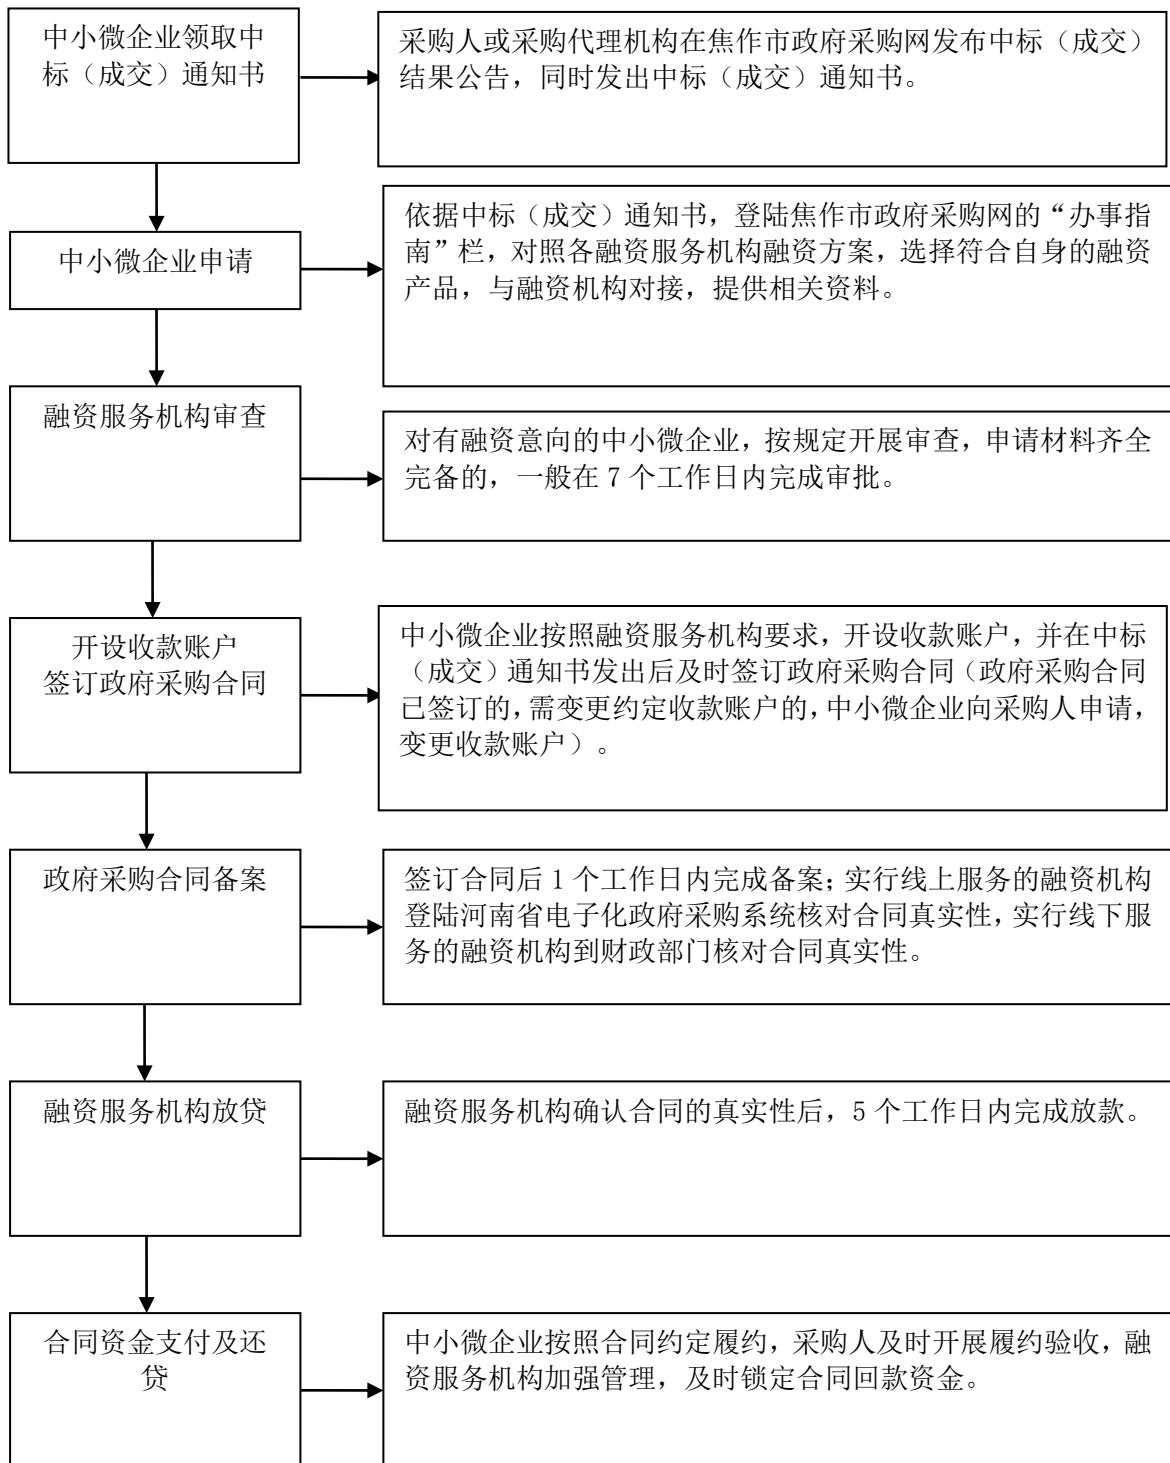 中小微企业领取中
标（成交）通知书
采购人或采购代理机构在焦作市政府采购网发布中标（成交）
结果公告，同时发出中标（成交）通知书。
中小微企业申请
依据中标（成交）通知书，登陆焦作市政府采购网的“办事指
南”栏，对照各融资服务机构融资方案，选择符合自身的融资
产品，与融资机构对接，提供相关资料。
融资服务机构审查
对有融资意向的中小微企业，按规定开展审查，申请材料齐全
完备的，一般在 7 个工作日内完成审批。
开设收款账户
签订政府采购合同
中小微企业按照融资服务机构要求，开设收款账户，并在中标
（成交）通知书发出后及时签订政府采购合同（政府采购合同
已签订的，需变更约定收款账户的，中小微企业向采购人申请，
变更收款账户）。
政府采购合同备案
签订合同后 1 个工作日内完成备案；实行线上服务的融资机构
登陆河南省电子化政府采购系统核对合同真实性，实行线下服
务的融资机构到财政部门核对合同真实性。
融资服务机构放贷
融资服务机构确认合同的真实性后，5 个工作日内完成放款。
合同资金支付及还
贷
中小微企业按照合同约定履约，采购人及时开展履约验收，融
资服务机构加强管理，及时锁定合同回款资金。